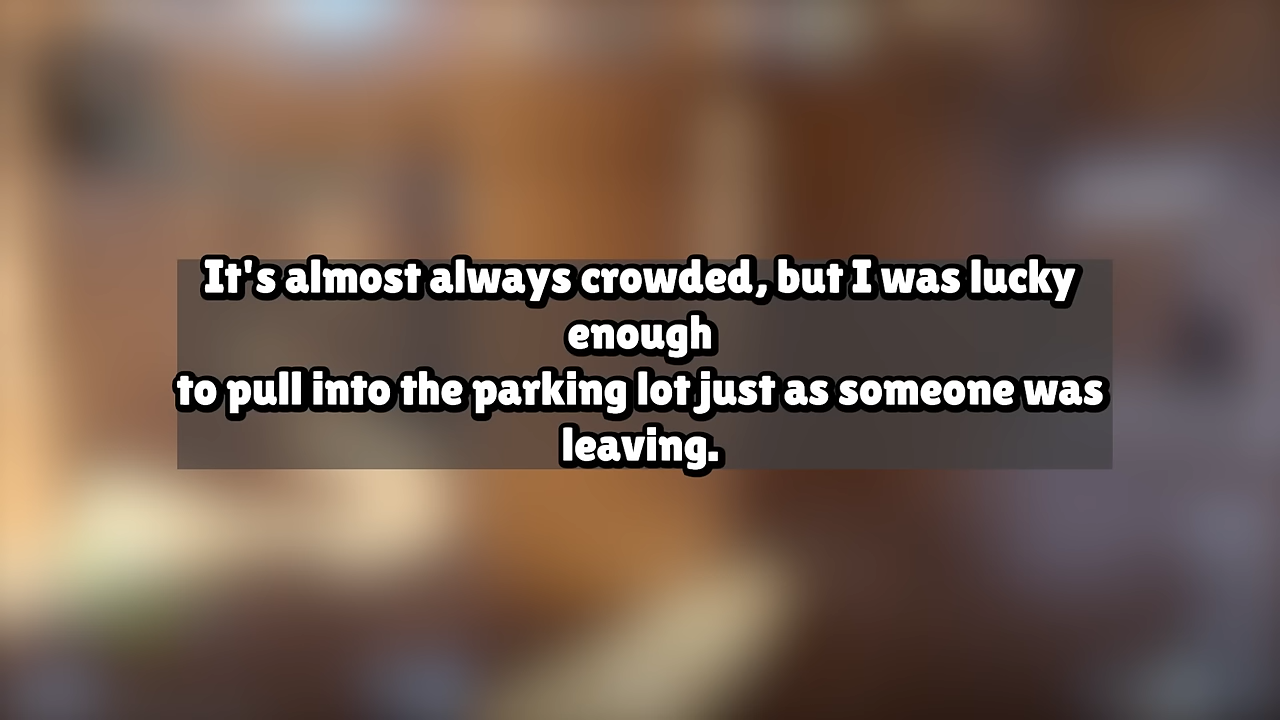 It's almost always crowded, but I was lucky
enough
to pull into the parking lot just as someone was
leaving.